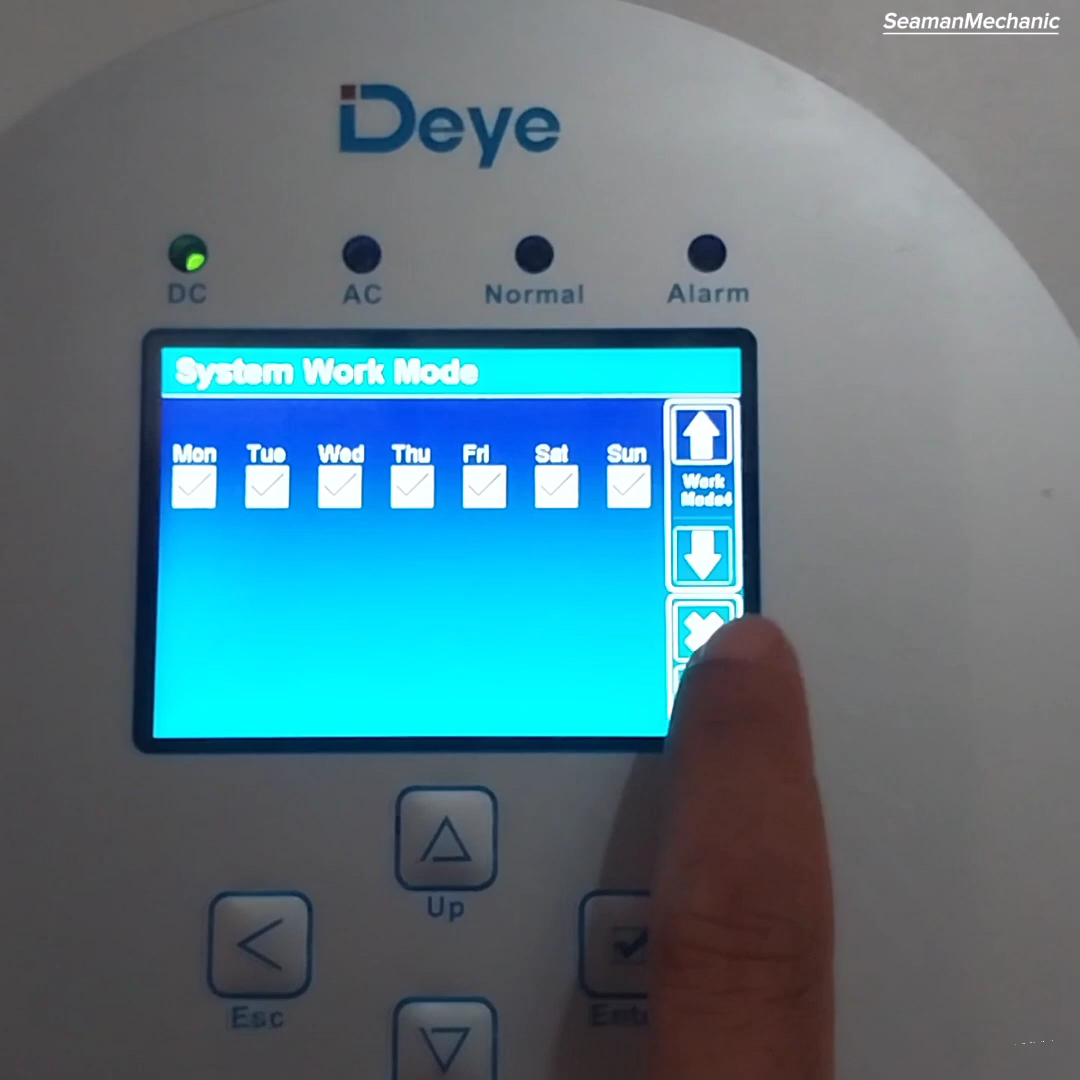 SeamanMechanic
Deye
DC AC Normal Alarm
System Work Mode
Mon Tue Wed Thu Fri Sat Sun
Work
Mode4
Up
Esc